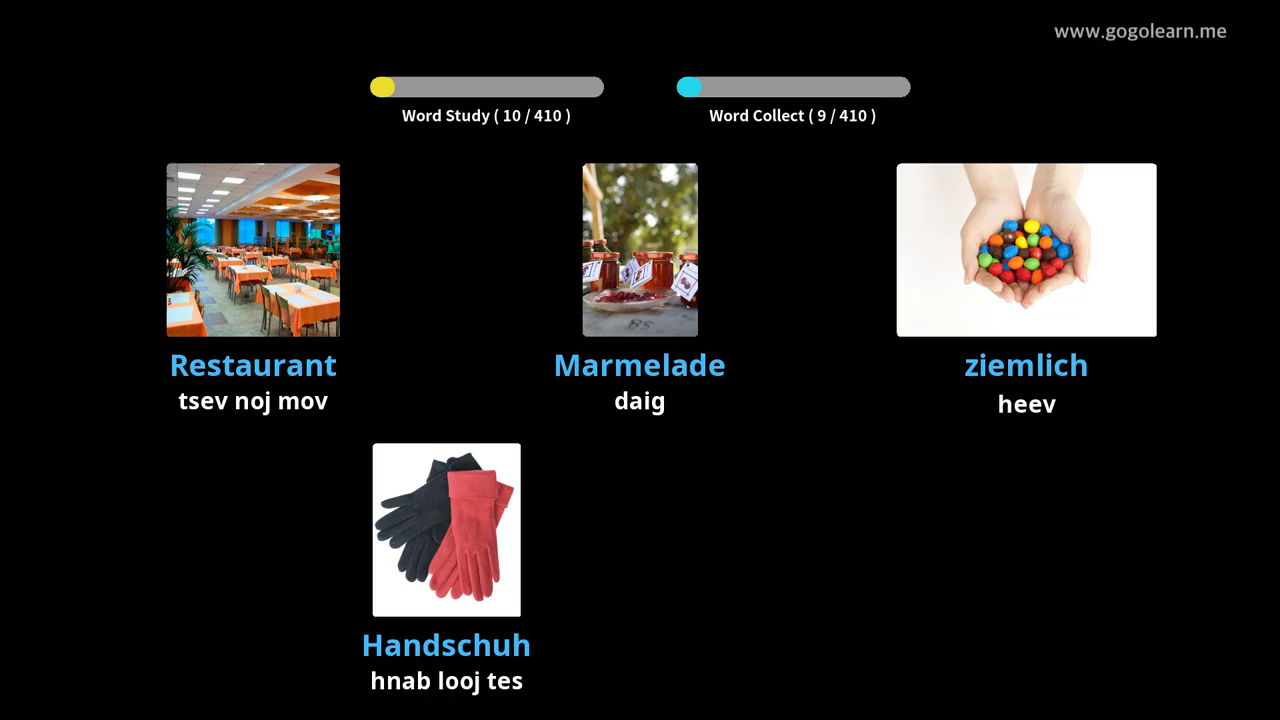 www.gogolearn.me
Word Study ( 10 / 410 )
Word Collect ( 9 / 410 )
Restaurant
tsev noj mov
Marmelade
daig
ziemlich
heev
Handschuh
hnab looj tes